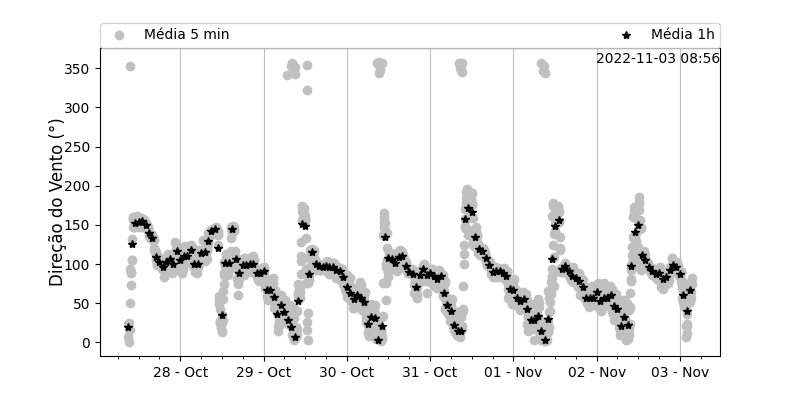 Média 5 min
Média 1h
2022-11-03 08:56
Direção do Vento (°)
350
300
250
200
150
100
50
0
28 - Oct
29 - Oct
30 - Oct
31 - Oct
01 - Nov
02 - Nov
03 - Nov